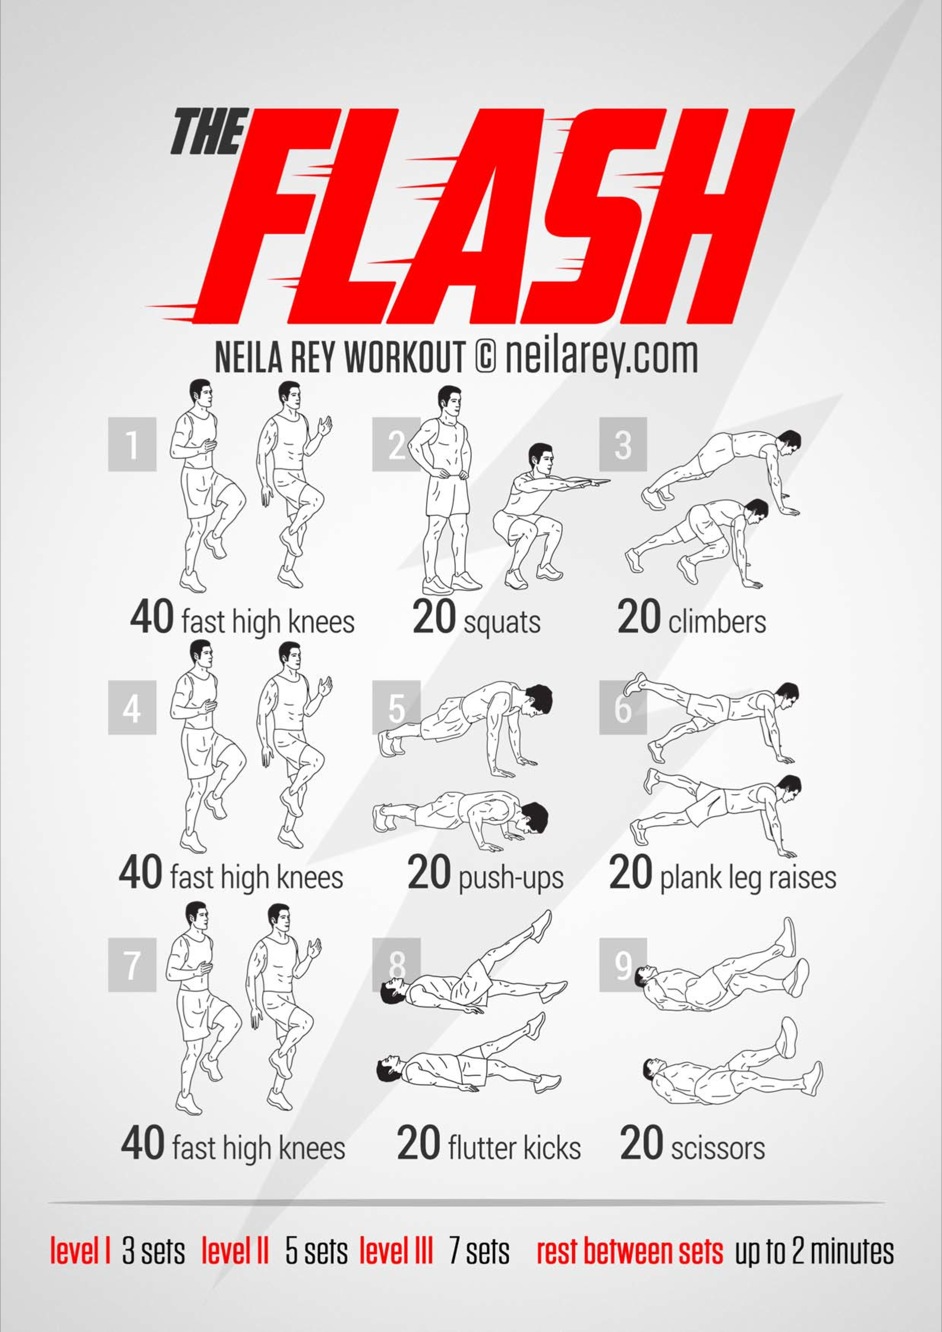 THE FLASH
NEILA REY WORKOUT © neilarey.com
1 2 3
40 fast high knees 20 squats 20 climbers
4 5 6
40 fast high knees 20 push-ups 20 plank leg raises
7 8 9
40 fast high knees 20 flutter kicks 20 scissors
level I 3 sets level II 5 sets level III 7 sets rest between sets up to 2 minutes